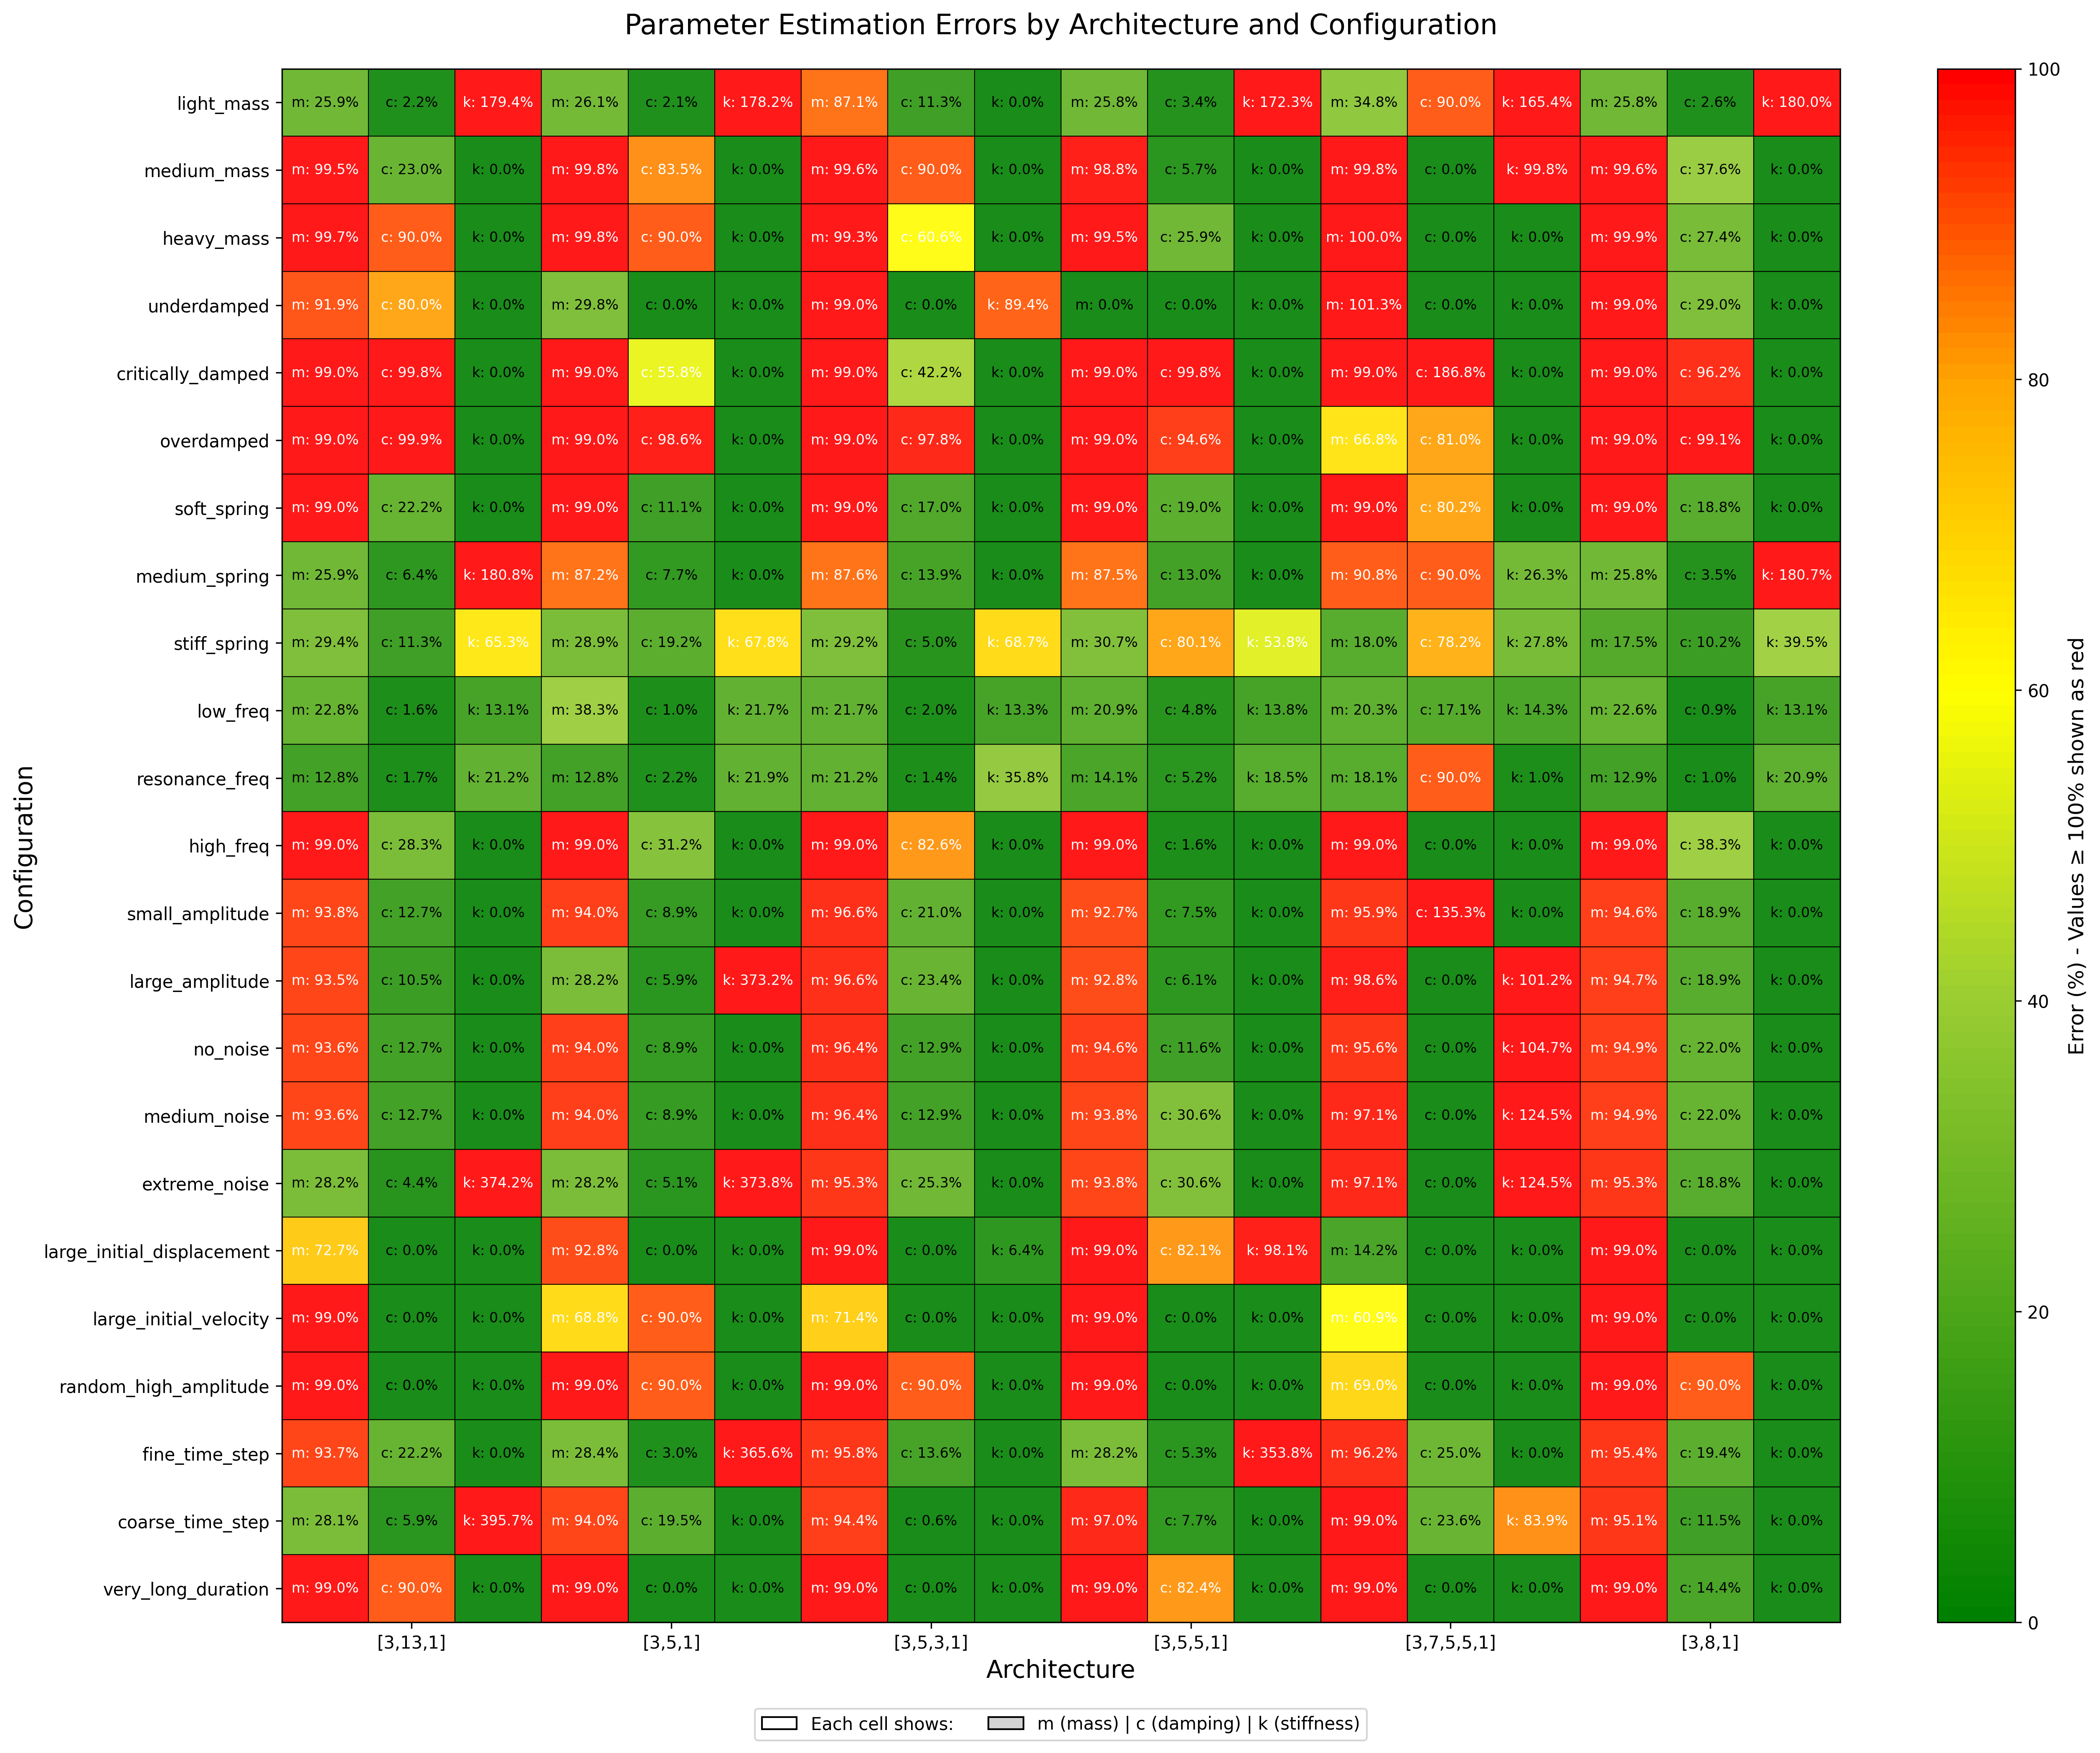 Parameter Estimation Errors by Architecture and Configuration
light_mass m: 25.9% c: 2.2% k: 179.4% m: 26.1% c: 2.1% k: 178.2% m: 87.1% c: 11.3% k: 0.0% m: 25.8% c: 3.4% k: 172.3% m: 34.8% c: 90.0% k: 165.4% m: 25.8% c: 2.6% k: 180.0%
medium_mass m: 99.5% c: 23.0% k: 0.0% m: 99.8% c: 83.5% k: 0.0% m: 99.6% c: 90.0% k: 0.0% m: 98.8% c: 5.7% k: 0.0% m: 99.8% c: 0.0% k: 99.8% m: 99.6% c: 37.6% k: 0.0%
heavy_mass m: 99.7% c: 90.0% k: 0.0% m: 99.8% c: 90.0% k: 0.0% m: 99.3% c: 60.6% k: 0.0% m: 99.5% c: 25.9% k: 0.0% m: 100.0% c: 0.0% k: 0.0% m: 99.9% c: 27.4% k: 0.0%
underdamped m: 91.9% c: 80.0% k: 0.0% m: 29.8% c: 0.0% k: 0.0% m: 99.0% c: 0.0% k: 89.4% m: 0.0% c: 0.0% k: 0.0% m: 101.3% c: 0.0% k: 0.0% m: 99.0% c: 29.0% k: 0.0%
critically_damped m: 99.0% c: 99.8% k: 0.0% m: 99.0% c: 55.8% k: 0.0% m: 99.0% c: 42.2% k: 0.0% m: 99.0% c: 99.8% k: 0.0% m: 99.0% c: 186.8% k: 0.0% m: 99.0% c: 96.2% k: 0.0%
overdamped m: 99.0% c: 99.9% k: 0.0% m: 99.0% c: 98.6% k: 0.0% m: 99.0% c: 97.8% k: 0.0% m: 99.0% c: 94.6% k: 0.0% m: 66.8% c: 81.0% k: 0.0% m: 99.0% c: 99.1% k: 0.0%
soft_spring m: 99.0% c: 22.2% k: 0.0% m: 99.0% c: 11.1% k: 0.0% m: 99.0% c: 17.0% k: 0.0% m: 99.0% c: 19.0% k: 0.0% m: 99.0% c: 80.2% k: 0.0% m: 99.0% c: 18.8% k: 0.0%
medium_spring m: 25.9% c: 6.4% k: 180.8% m: 87.2% c: 7.7% k: 0.0% m: 87.6% c: 13.9% k: 0.0% m: 87.5% c: 13.0% k: 0.0% m: 90.8% c: 90.0% k: 26.3% m: 25.8% c: 3.5% k: 180.7%
stiff_spring m: 29.4% c: 11.3% k: 65.3% m: 28.9% c: 19.2% k: 67.8% m: 29.2% c: 5.0% k: 68.7% m: 30.7% c: 80.1% k: 53.8% m: 18.0% c: 78.2% k: 27.8% m: 17.5% c: 10.2% k: 39.5%
low_freq m: 22.8% c: 1.6% k: 13.1% m: 38.3% c: 1.0% k: 21.7% m: 21.7% c: 2.0% k: 13.3% m: 20.9% c: 4.8% k: 13.8% m: 20.3% c: 17.1% k: 14.3% m: 22.6% c: 0.9% k: 13.1%
resonance_freq m: 12.8% c: 1.7% k: 21.2% m: 12.8% c: 2.2% k: 21.9% m: 21.2% c: 1.4% k: 35.8% m: 14.1% c: 5.2% k: 18.5% m: 18.1% c: 90.0% k: 1.0% m: 12.9% c: 1.0% k: 20.9%
high_freq m: 99.0% c: 28.3% k: 0.0% m: 99.0% c: 31.2% k: 0.0% m: 99.0% c: 82.6% k: 0.0% m: 99.0% c: 1.6% k: 0.0% m: 99.0% c: 0.0% k: 0.0% m: 99.0% c: 38.3% k: 0.0%
small_amplitude m: 93.8% c: 12.7% k: 0.0% m: 94.0% c: 8.9% k: 0.0% m: 96.6% c: 21.0% k: 0.0% m: 92.7% c: 7.5% k: 0.0% m: 95.9% c: 135.3% k: 0.0% m: 94.6% c: 18.9% k: 0.0%
large_amplitude m: 93.5% c: 10.5% k: 0.0% m: 28.2% c: 5.9% k: 373.2% m: 96.6% c: 23.4% k: 0.0% m: 92.8% c: 6.1% k: 0.0% m: 98.6% c: 0.0% k: 101.2% m: 94.7% c: 18.9% k: 0.0%
no_noise m: 93.6% c: 12.7% k: 0.0% m: 94.0% c: 8.9% k: 0.0% m: 96.4% c: 12.9% k: 0.0% m: 94.6% c: 11.6% k: 0.0% m: 95.6% c: 0.0% k: 104.7% m: 94.9% c: 22.0% k: 0.0%
medium_noise m: 93.6% c: 12.7% k: 0.0% m: 94.0% c: 8.9% k: 0.0% m: 96.4% c: 12.9% k: 0.0% m: 93.8% c: 30.6% k: 0.0% m: 97.1% c: 0.0% k: 124.5% m: 94.9% c: 22.0% k: 0.0%
extreme_noise m: 28.2% c: 4.4% k: 374.2% m: 28.2% c: 5.1% k: 373.8% m: 95.3% c: 25.3% k: 0.0% m: 93.8% c: 30.6% k: 0.0% m: 97.1% c: 0.0% k: 124.5% m: 95.3% c: 18.8% k: 0.0%
large_initial_displacement m: 72.7% c: 0.0% k: 0.0% m: 92.8% c: 0.0% k: 0.0% m: 99.0% c: 0.0% k: 6.4% m: 99.0% c: 82.1% k: 98.1% m: 14.2% c: 0.0% k: 0.0% m: 99.0% c: 0.0% k: 0.0%
large_initial_velocity m: 99.0% c: 0.0% k: 0.0% m: 68.8% c: 90.0% k: 0.0% m: 71.4% c: 0.0% k: 0.0% m: 99.0% c: 0.0% k: 0.0% m: 60.9% c: 0.0% k: 0.0% m: 99.0% c: 0.0% k: 0.0%
random_high_amplitude m: 99.0% c: 0.0% k: 0.0% m: 99.0% c: 90.0% k: 0.0% m: 99.0% c: 90.0% k: 0.0% m: 99.0% c: 0.0% k: 0.0% m: 69.0% c: 0.0% k: 0.0% m: 99.0% c: 90.0% k: 0.0%
fine_time_step m: 93.7% c: 22.2% k: 0.0% m: 28.4% c: 3.0% k: 365.6% m: 95.8% c: 13.6% k: 0.0% m: 28.2% c: 5.3% k: 353.8% m: 96.2% c: 25.0% k: 0.0% m: 95.4% c: 19.4% k: 0.0%
coarse_time_step m: 28.1% c: 5.9% k: 395.7% m: 94.0% c: 19.5% k: 0.0% m: 94.4% c: 0.6% k: 0.0% m: 97.0% c: 7.7% k: 0.0% m: 99.0% c: 23.6% k: 83.9% m: 95.1% c: 11.5% k: 0.0%
very_long_duration m: 99.0% c: 90.0% k: 0.0% m: 99.0% c: 0.0% k: 0.0% m: 99.0% c: 0.0% k: 0.0% m: 99.0% c: 82.4% k: 0.0% m: 99.0% c: 0.0% k: 0.0% m: 99.0% c: 14.4% k: 0.0%
[3,13,1] [3,5,1] [3,5,3,1] [3,5,5,1] [3,7,5,5,1] [3,8,1]
Architecture
Configuration
100
80
60
40
20
0
Error (%) - Values ≥ 100% shown as red
Each cell shows: m (mass) | c (damping) | k (stiffness)